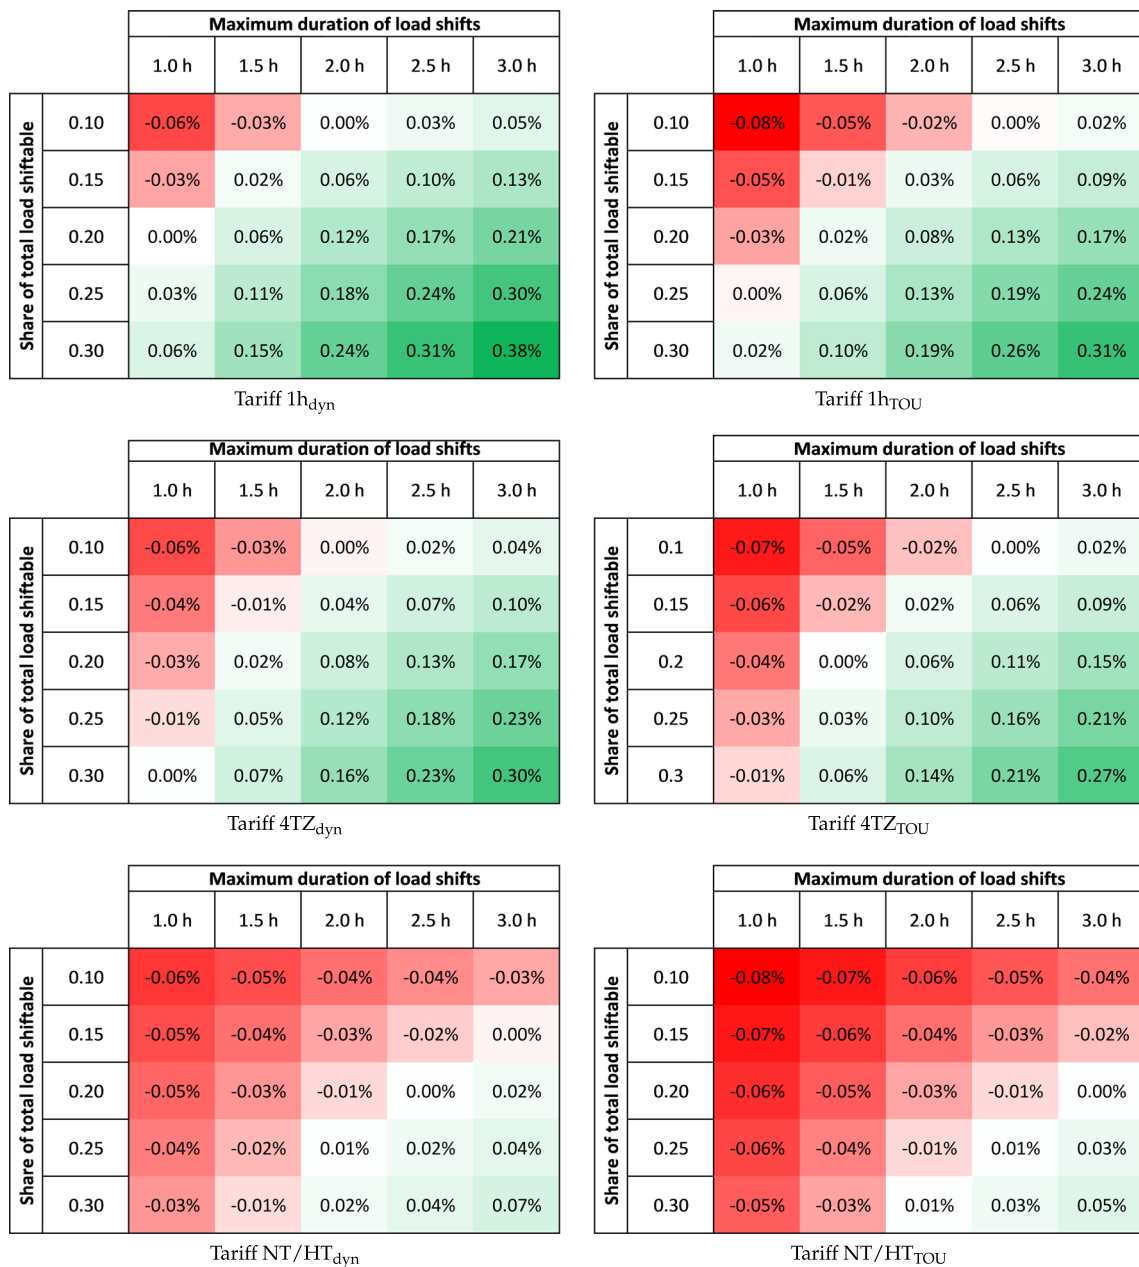 Maximum duration of load shifts
1.0 h 1.5 h 2.0 h 2.5 h 3.0 h
Share of total load shiftable
0.10 -0.06% -0.03% 0.00% 0.03% 0.05%
0.15 -0.03% 0.02% 0.06% 0.10% 0.13%
0.20 0.00% 0.06% 0.12% 0.17% 0.21%
0.25 0.03% 0.11% 0.18% 0.24% 0.30%
0.30 0.06% 0.15% 0.24% 0.31% 0.38%
Tariff 1h_dyn
Maximum duration of load shifts
1.0 h 1.5 h 2.0 h 2.5 h 3.0 h
Share of total load shiftable
0.10 -0.08% -0.05% -0.02% 0.00% 0.02%
0.15 -0.05% -0.01% 0.03% 0.06% 0.09%
0.20 -0.03% 0.02% 0.08% 0.13% 0.17%
0.25 0.00% 0.06% 0.13% 0.19% 0.24%
0.30 0.02% 0.10% 0.19% 0.26% 0.31%
Tariff 1h_TOU
Maximum duration of load shifts
1.0 h 1.5 h 2.0 h 2.5 h 3.0 h
Share of total load shiftable
0.10 -0.06% -0.03% 0.00% 0.02% 0.04%
0.15 -0.04% -0.01% 0.04% 0.07% 0.10%
0.20 -0.03% 0.02% 0.08% 0.13% 0.17%
0.25 -0.01% 0.05% 0.12% 0.18% 0.23%
0.30 0.00% 0.07% 0.16% 0.23% 0.30%
Tariff 4TZ_dyn
Maximum duration of load shifts
1.0 h 1.5 h 2.0 h 2.5 h 3.0 h
Share of total load shiftable
0.1 -0.07% -0.05% -0.02% 0.00% 0.02%
0.15 -0.06% -0.02% 0.02% 0.06% 0.09%
0.2 -0.04% 0.00% 0.06% 0.11% 0.15%
0.25 -0.03% 0.03% 0.10% 0.16% 0.21%
0.3 -0.01% 0.06% 0.14% 0.21% 0.27%
Tariff 4TZ_TOU
Maximum duration of load shifts
1.0 h 1.5 h 2.0 h 2.5 h 3.0 h
Share of total load shiftable
0.10 -0.06% -0.05% -0.04% -0.04% -0.03%
0.15 -0.05% -0.04% -0.03% -0.02% 0.00%
0.20 -0.05% -0.03% -0.01% 0.00% 0.02%
0.25 -0.04% -0.02% 0.01% 0.02% 0.04%
0.30 -0.03% -0.01% 0.02% 0.04% 0.07%
Tariff NT/HT_dyn
Maximum duration of load shifts
1.0 h 1.5 h 2.0 h 2.5 h 3.0 h
Share of total load shiftable
0.10 -0.08% -0.07% -0.06% -0.05% -0.04%
0.15 -0.07% -0.06% -0.04% -0.03% -0.02%
0.20 -0.06% -0.05% -0.03% -0.01% 0.00%
0.25 -0.06% -0.04% -0.01% 0.01% 0.03%
0.30 -0.05% -0.03% 0.01% 0.03% 0.05%
Tariff NT/HT_TOU